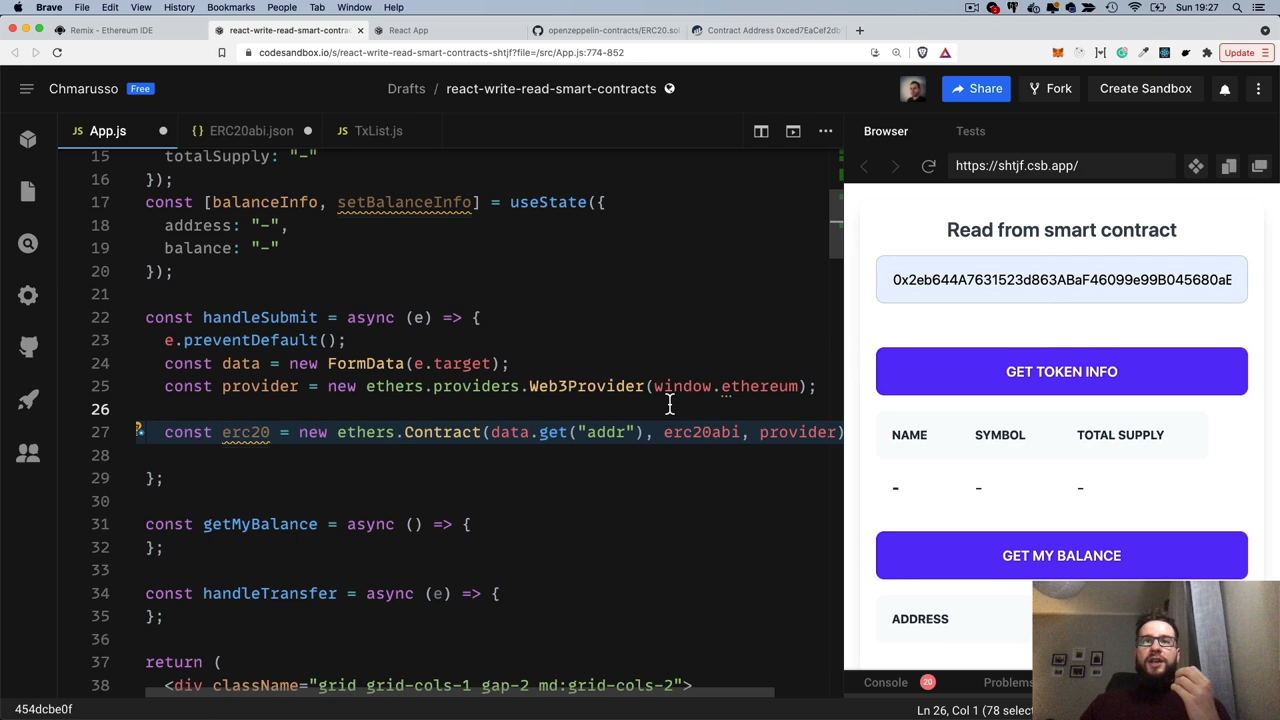 Brave File Edit View History Bookmarks People Tab Window Help Sun 19:27
Remix - Ethereum IDE
react-write-read-smart-contrac
React App
openzeppelin-contracts/ERC20.sol
Contract Address 0xced7EaCef2db
codesandbox.io/s/react-write-read-smart-contracts-shtjf?file=/src/App.js:774-852
Update
Chmarusso Free
Drafts / react-write-read-smart-contracts
Share Fork Create Sandbox
JS App.js
{} ERC20abi.json
JS TxList.js
Browser Tests
https://shtjf.csb.app/
15 totalSupply: "-"
16 });
17 const [balanceInfo, setBalanceInfo] = useState({
18 address: "-",
19 balance: "-"
20 });
21
22 const handleSubmit = async (e) => {
23 e.preventDefault();
24 const data = new FormData(e.target);
25 const provider = new ethers.providers.Web3Provider(window.ethereum);
26
27 const erc20 = new ethers.Contract(data.get("addr"), erc20abi, provider)
28
29 };
30
31 const getMyBalance = async () => {
32 };
33
34 const handleTransfer = async (e) => {
35 };
36
37 return (
38 <div className="grid grid-cols-1 gap-2 md:grid-cols-2">
Read from smart contract
0x2eb644A7631523d863ABaF46099e99B045680aE
GET TOKEN INFO
NAME SYMBOL TOTAL SUPPLY
- - -
GET MY BALANCE
ADDRESS
Console 20 Problems
454dcbe0f
Ln 26, Col 1 (78 select